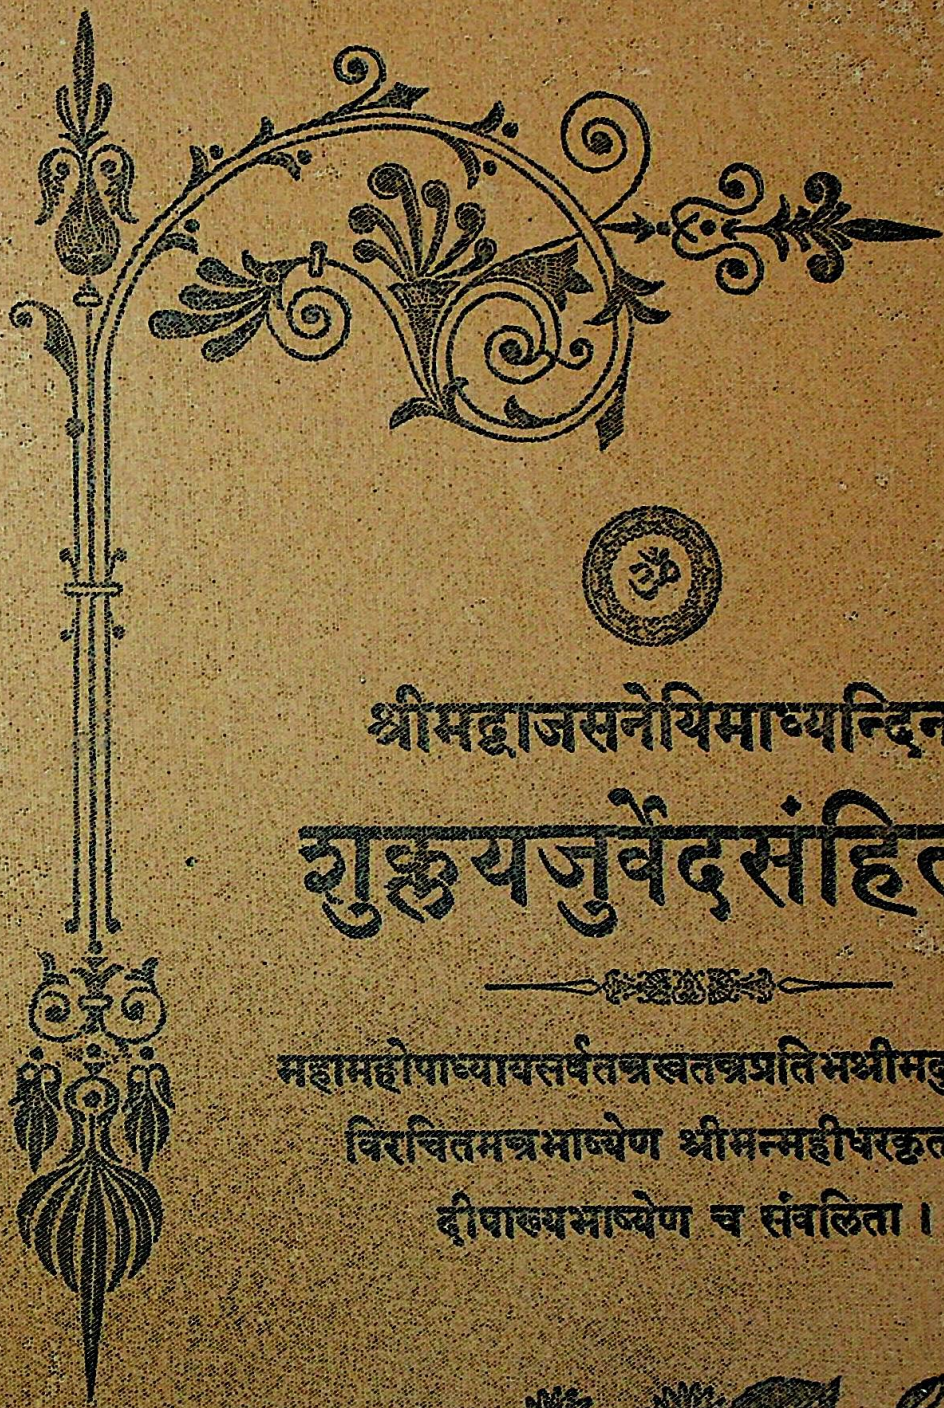 ॐ
श्रीमद्वाजसनेयिमाध्यन्दिन
शुक्लयजुर्वेदसंहित
महामहोपाध्यायसर्वतन्त्रस्वतन्त्रप्रतिभश्रीमदु
विरचितमन्त्रभाष्येण श्रीमन्महीधरकृत
दीपाख्यभाष्येण च संवलिता ।